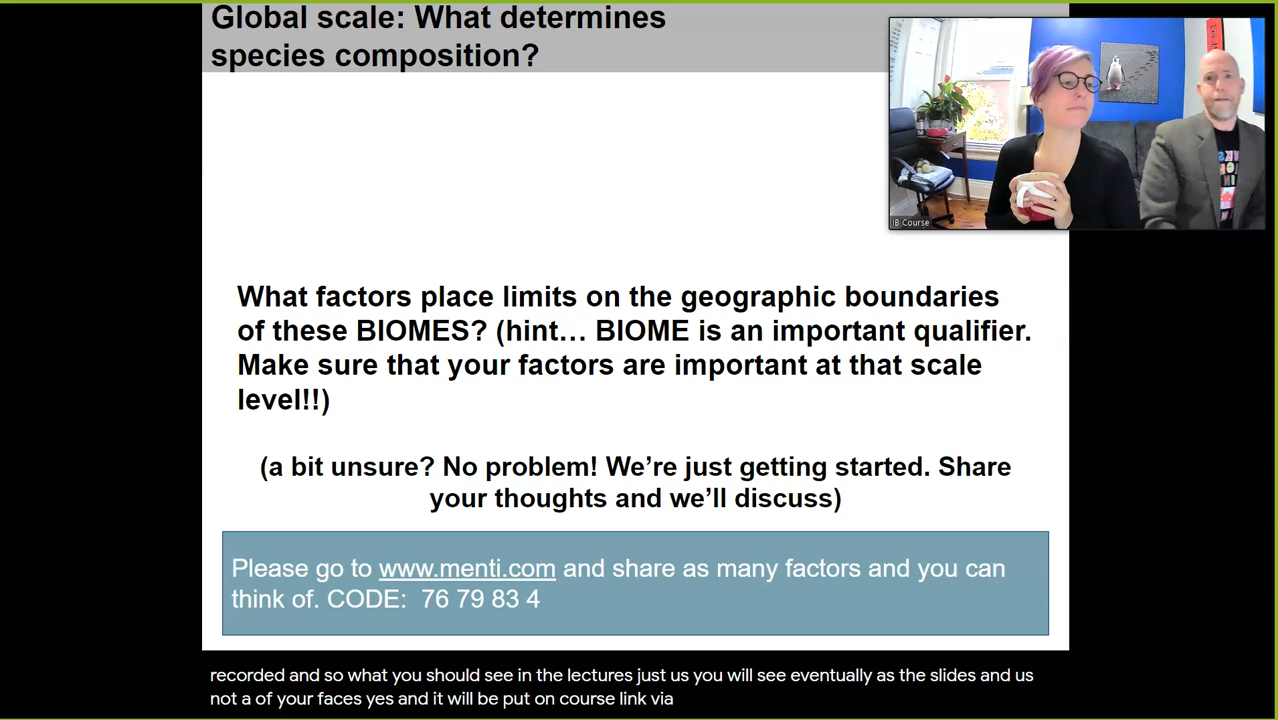 Global scale: What determines
species composition?
IB Course
What factors place limits on the geographic boundaries
of these BIOMES? (hint… BIOME is an important qualifier.
Make sure that your factors are important at that scale
level!!)
(a bit unsure? No problem! We’re just getting started. Share
your thoughts and we’ll discuss)
Please go to www.menti.com and share as many factors and you can
think of. CODE:  76 79 83 4
recorded and so what you should see in the lectures just us you will see eventually as the slides and us
not a of your faces yes and it will be put on course link via